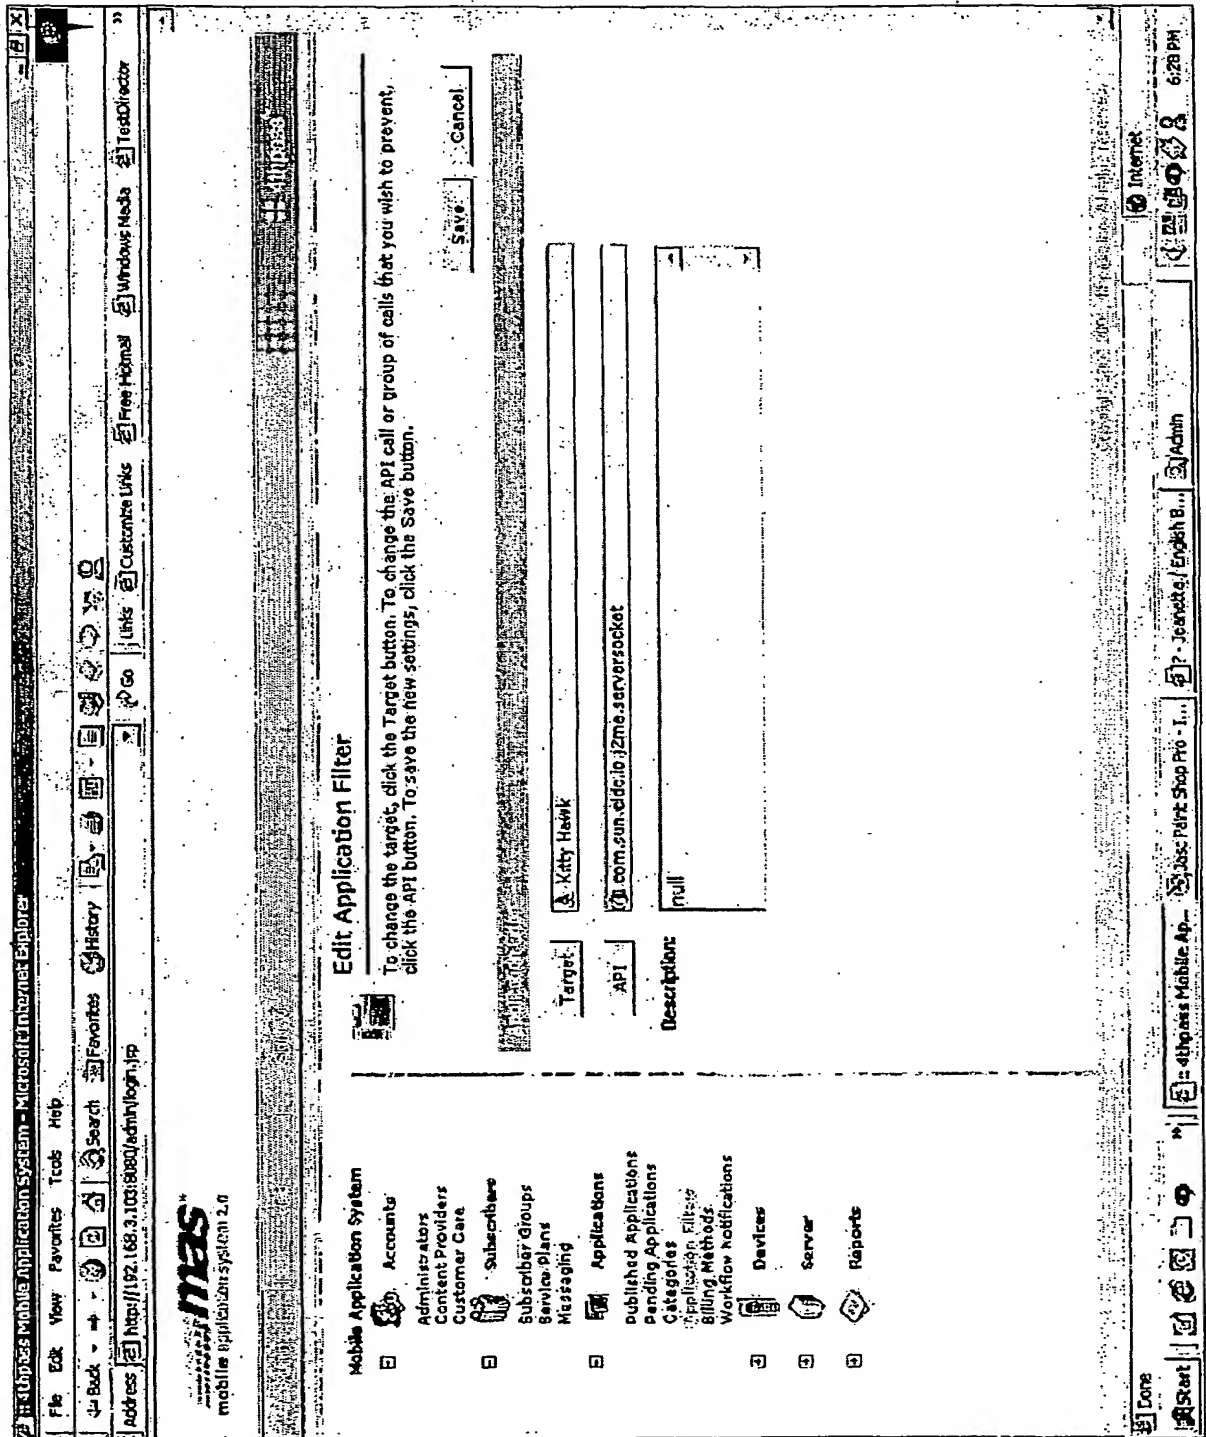 4thpass Mobile Application System - Microsoft Internet Explorer
File Edit View Favorites Tools Help
Back Search Favorites History
Address http://192.168.3.103:8080/admin/login.jsp Go Links Customize Links Free Hotmail Windows Media TestDirector »
mas™
mobile application system 2.0
4thpass
Mobile Application System
Accounts
Administrators
Content Providers
Customer Care
Subscribers
Subscriber Groups
Service Plans
Messaging
Applications
Published Applications
Pending Applications
Categories
Application Filters
Billing Methods
Workflow Notifications
Devices
Server
Reports
Edit Application Filter
To change the target, click the Target button. To change the API call or group of calls that you wish to prevent,
click the API button. To save the new settings, click the Save button.
Save Cancel
Target Kitty Hawk
API com.sun.cldc.io.j2me.serversocket
Description: null
Done Internet
Start » :: 4thpass Mobile Ap... Jasc Paint Shop Pro - I... ? - Jeanette / English B... Admin 6:28 PM